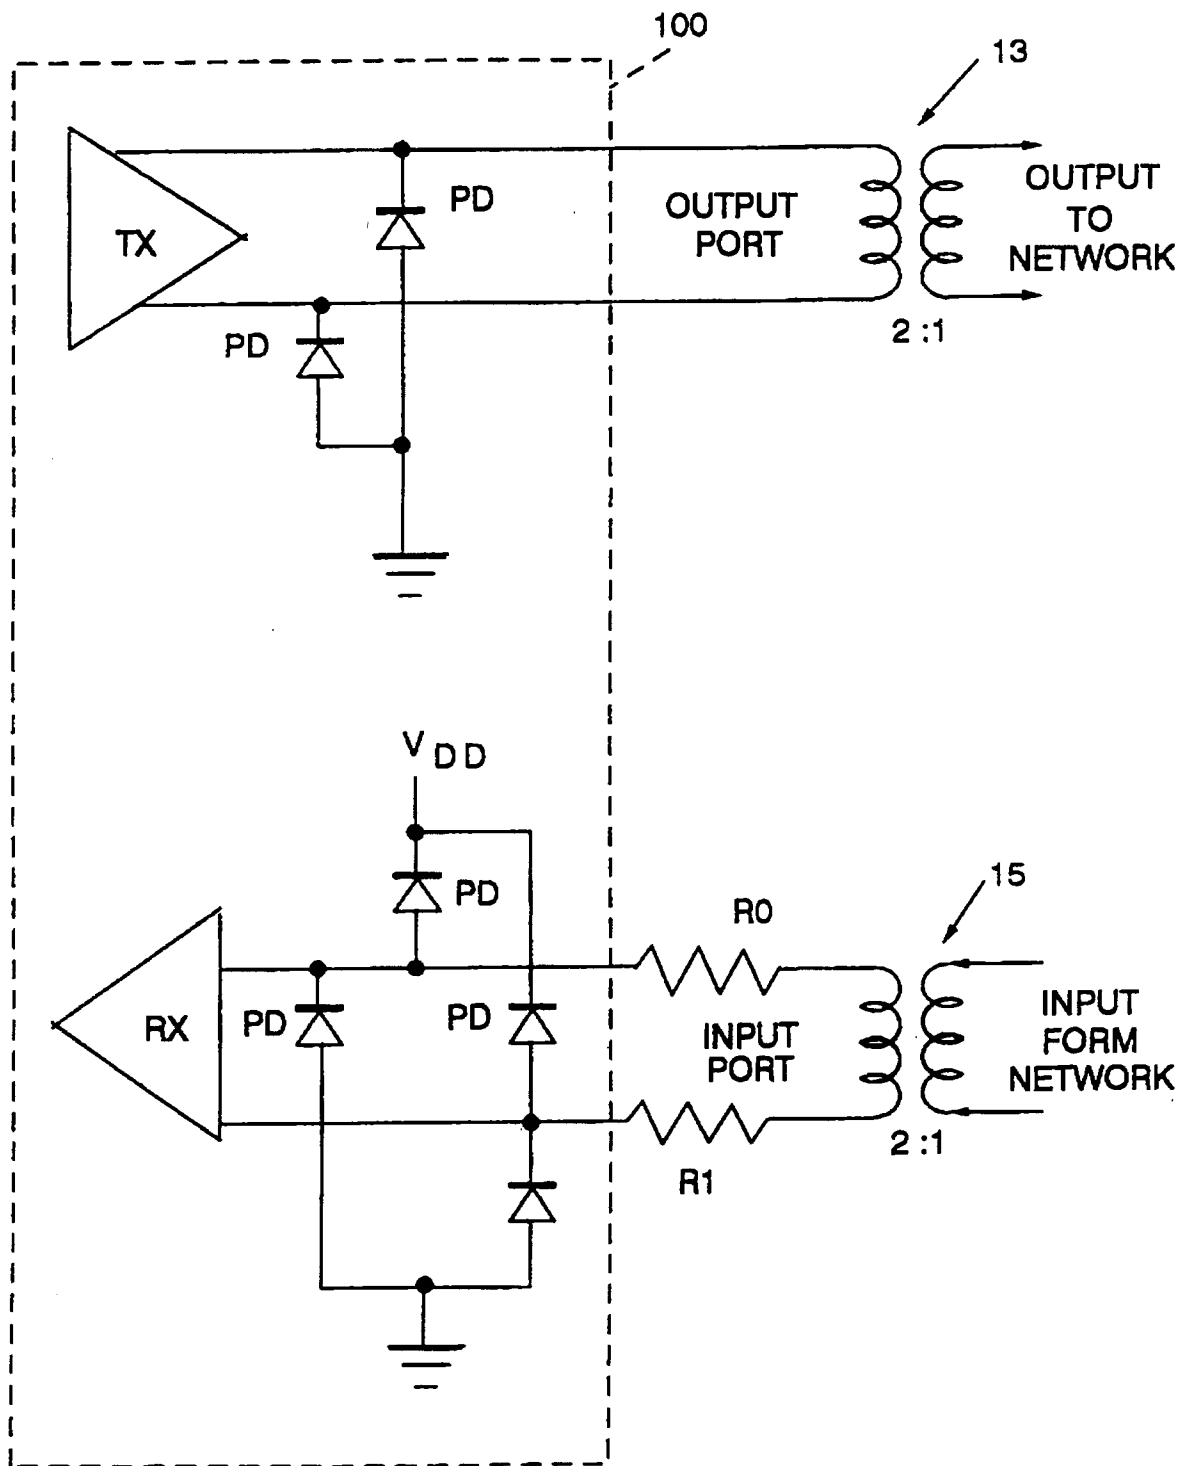 100
13
PD
TX
OUTPUT
PORT
OUTPUT
TO
NETWORK
PD
2 :1
V DD
PD
15
R0
RX
PD
PD
INPUT
PORT
INPUT
FORM
NETWORK
R1
2 :1